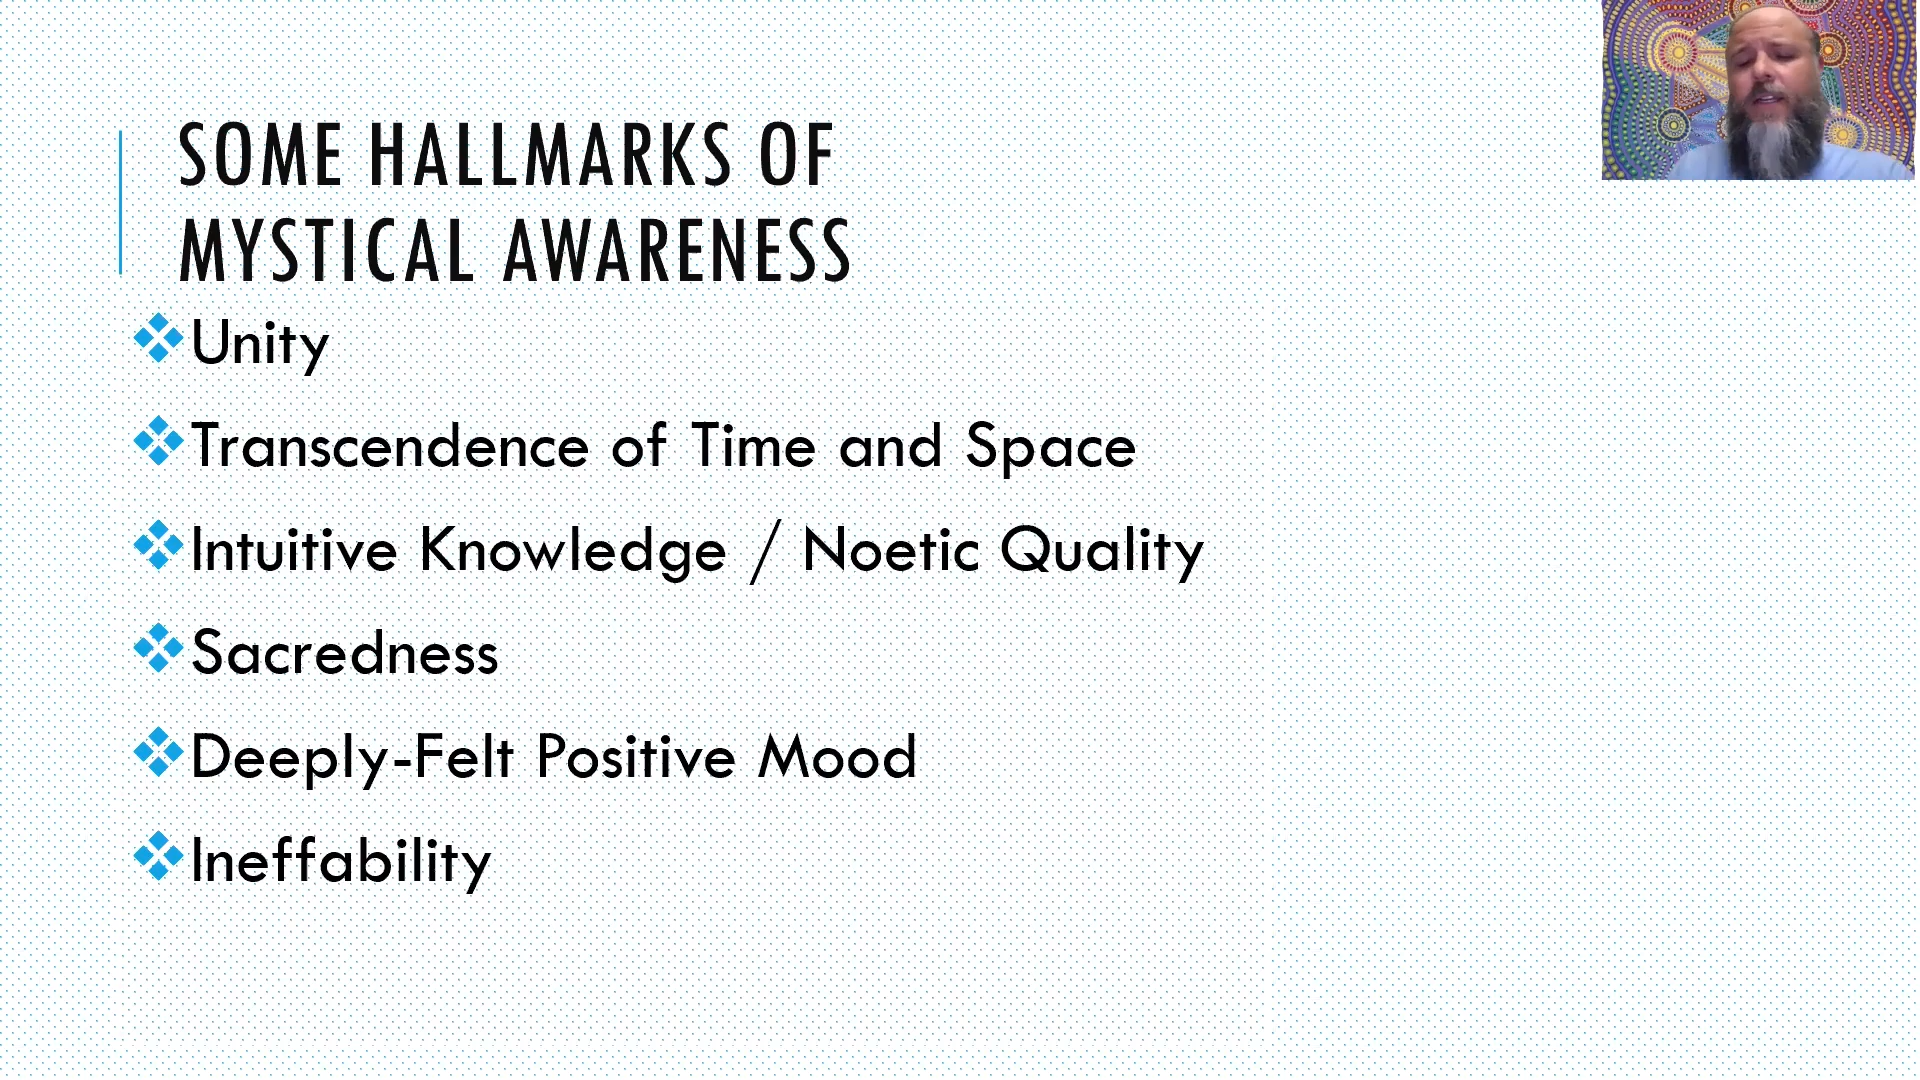 SOME HALLMARKS OF
MYSTICAL AWARENESS
Unity
Transcendence of Time and Space
Intuitive Knowledge / Noetic Quality
Sacredness
Deeply-Felt Positive Mood
Ineffability